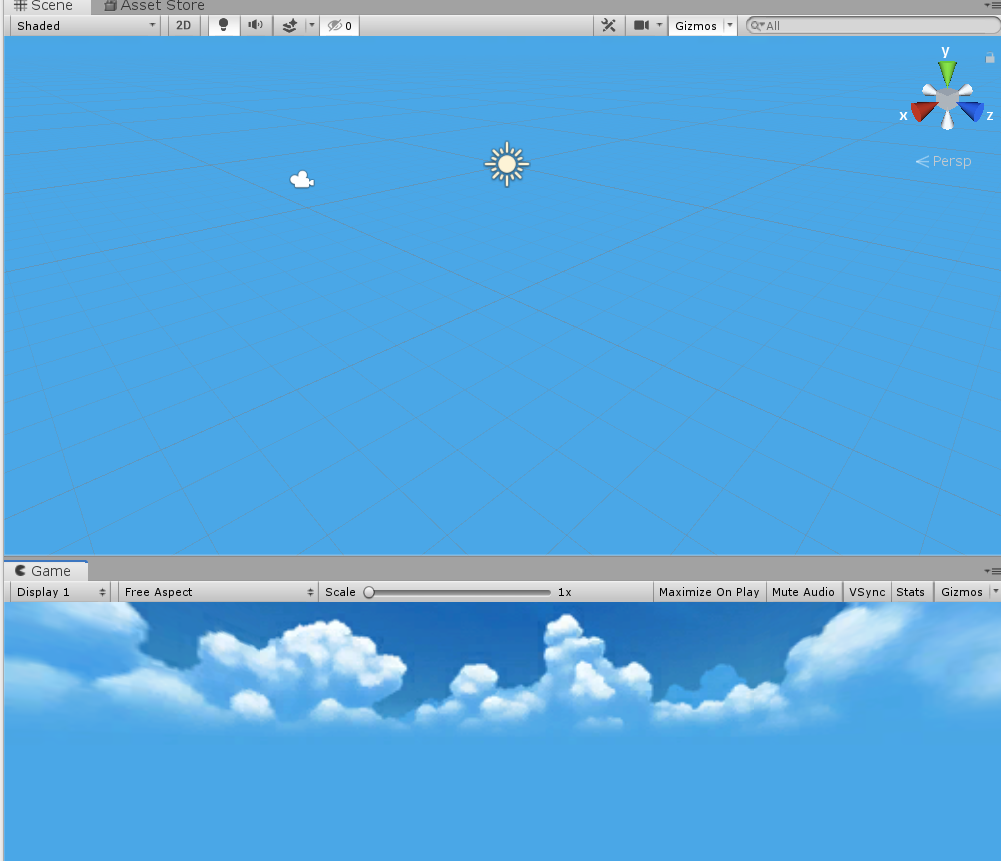 Scene Asset Store
Shaded 2D 0 Gizmos All
y
x z
Persp
Game
Display 1 Free Aspect Scale 1x Maximize On Play Mute Audio VSync Stats Gizmos